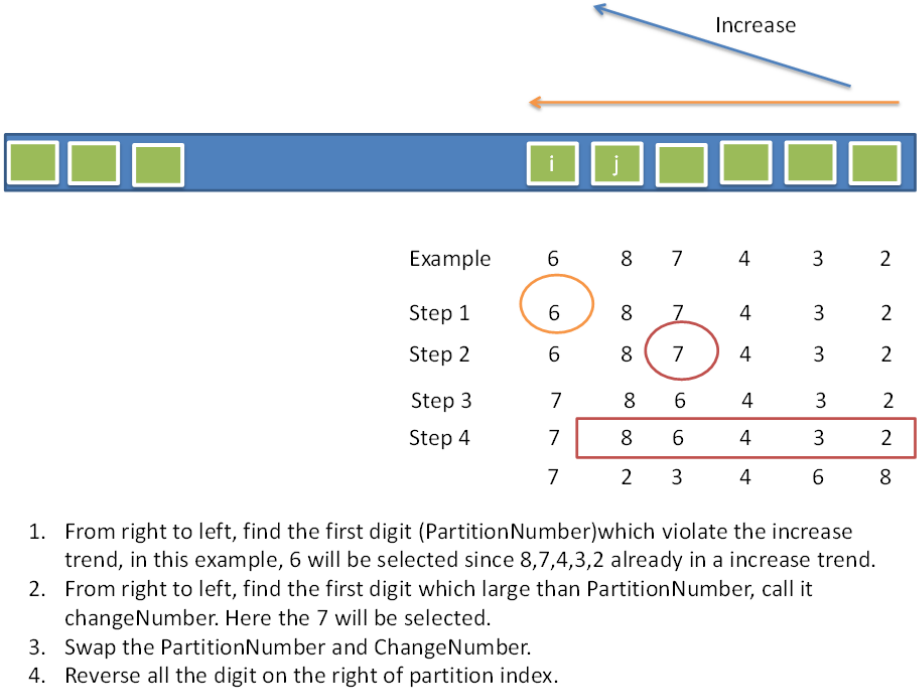 Increase
i j
Example 6 8 7 4 3 2
Step 1 6 8 7 4 3 2
Step 2 6 8 7 4 3 2
Step 3 7 8 6 4 3 2
Step 4 7 8 6 4 3 2
7 2 3 4 6 8
1. From right to left, find the first digit (PartitionNumber)which violate the increase
trend, in this example, 6 will be selected since 8,7,4,3,2 already in a increase trend.
2. From right to left, find the first digit which large than PartitionNumber, call it
changeNumber. Here the 7 will be selected.
3. Swap the PartitionNumber and ChangeNumber.
4. Reverse all the digit on the right of partition index.